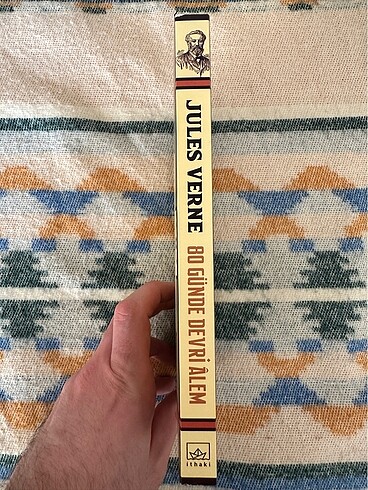 JULES VERNE
80 GÜNDE DEVRİ ÂLEM
ithaki